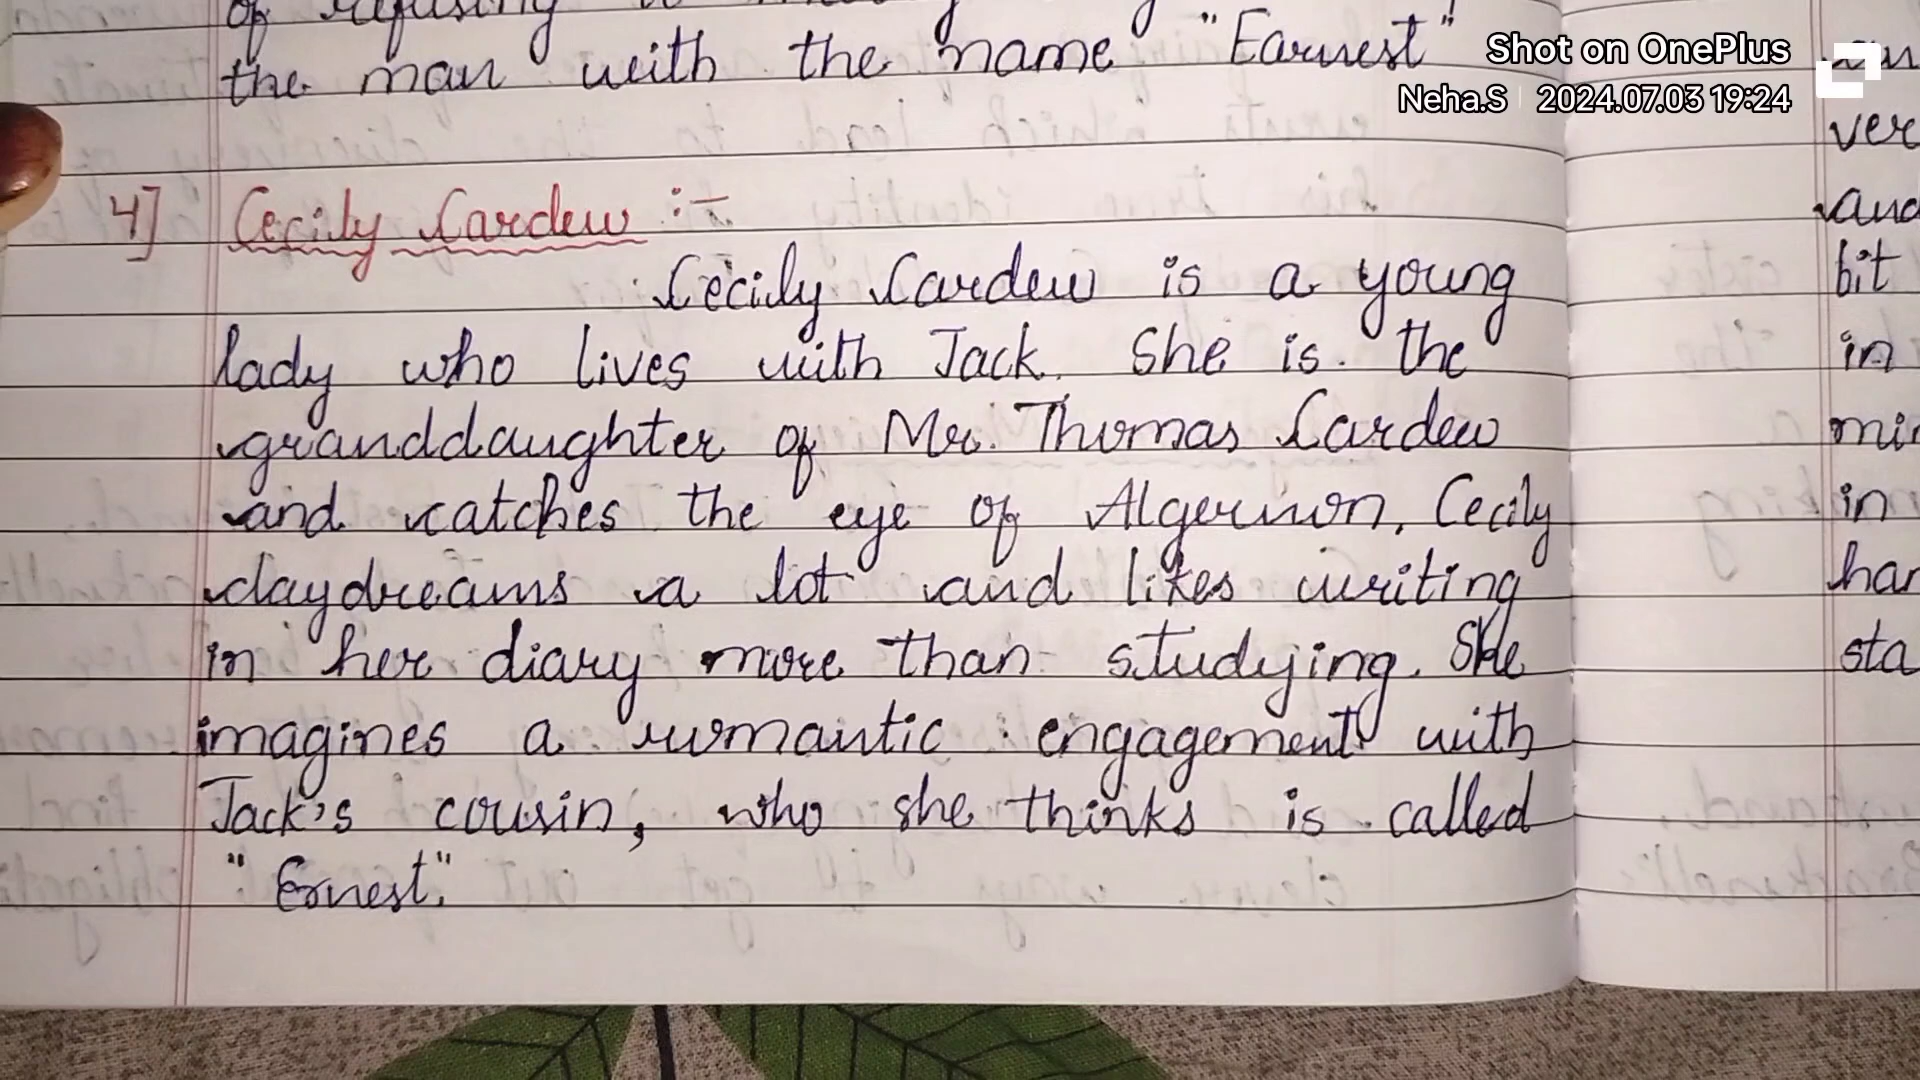 of refusing
the man with the name "Earnest"
Shot on OnePlus
Neha.S | 2024.07.03 19:24
4] Cecily Cardew :-
Cecily Cardew is a young
lady who lives with Jack. She is the
granddaughter of Mr. Thomas Cardew
and catches the eye of Algernon. Cecily
daydreams a lot and likes writing
in her diary more than studying. She
imagines a romantic engagement with
Jack's cousin, who she thinks is called
"Ernest".
ver
and
bit
in
in
har
sta